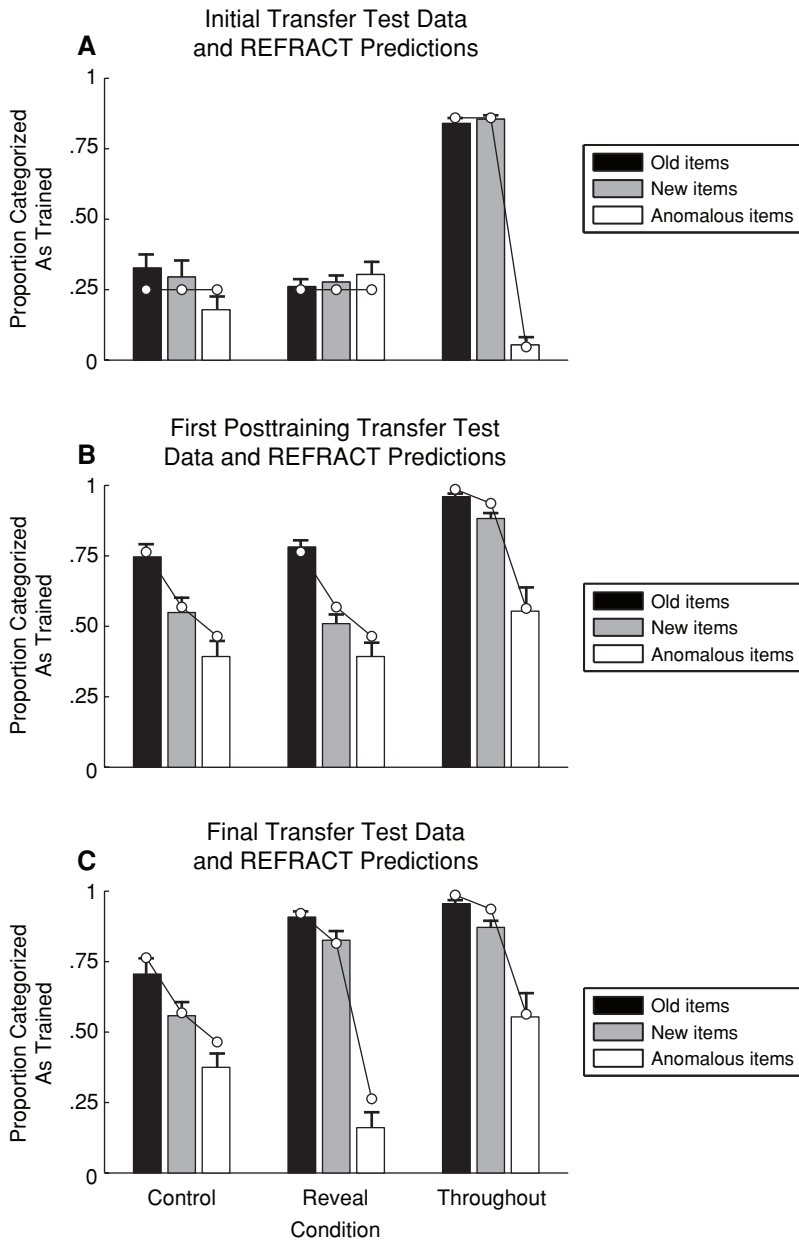 Initial Transfer Test Data
and REFRACT Predictions
A
1
.75
.50
.25
0
Proportion Categorized
As Trained
Old items
New items
Anomalous items
First Posttraining Transfer Test
Data and REFRACT Predictions
B
1
.75
.50
.25
0
Proportion Categorized
As Trained
Old items
New items
Anomalous items
Final Transfer Test Data
and REFRACT Predictions
C
1
.75
.50
.25
0
Proportion Categorized
As Trained
Old items
New items
Anomalous items
Control Reveal Throughout
Condition